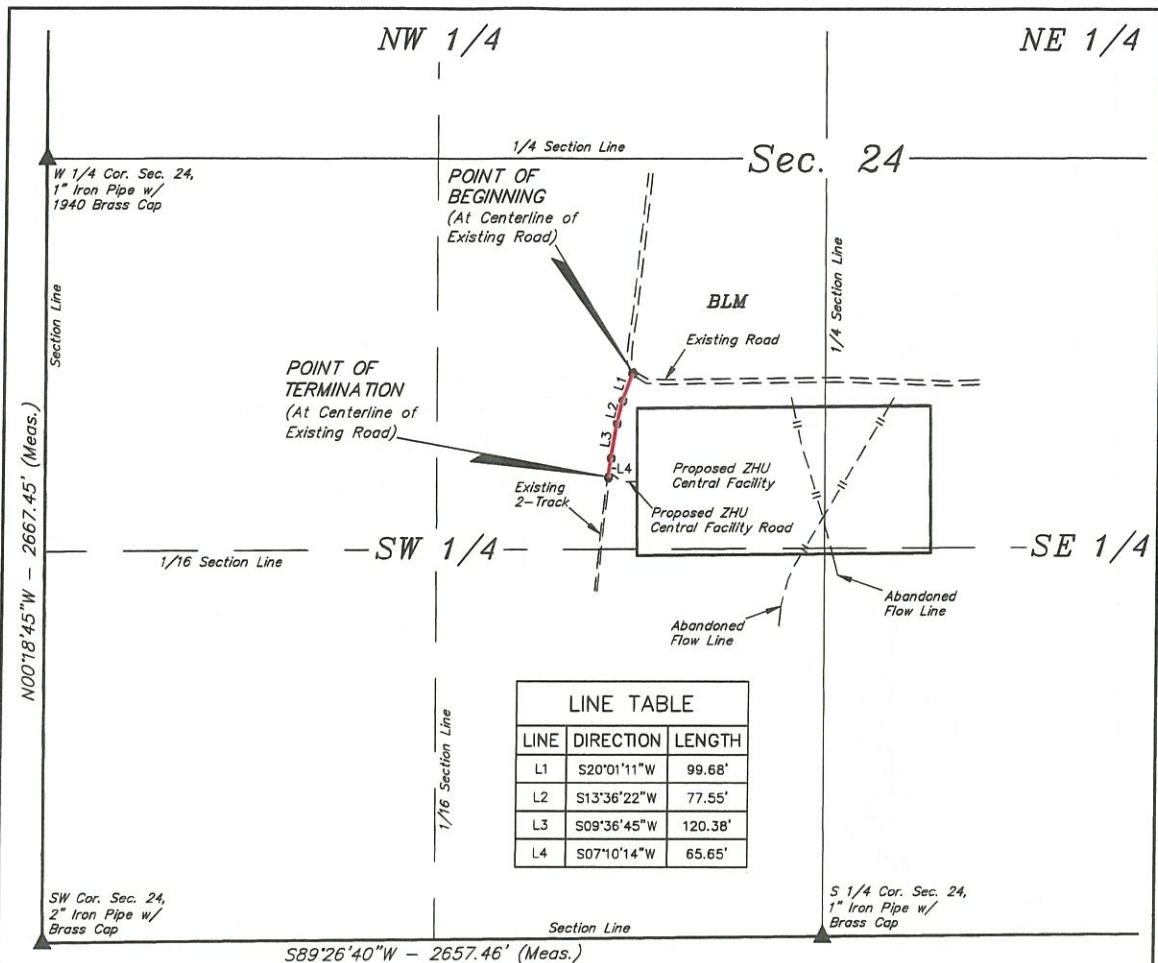 NW 1/4
NE 1/4
1/4 Section Line
Sec. 24
W 1/4 Cor. Sec. 24,
1" Iron Pipe w/
1940 Brass Cap
POINT OF
BEGINNING
(At Centerline of
Existing Road)
Section Line
1/4 Section Line
BLM
Existing Road
POINT OF
TERMINATION
(At Centerline of
Existing Road)
L1
L2
L3
L4
Proposed ZHU
Central Facility
Existing
2-Track
Proposed ZHU
Central Facility Road
N00°18'45"W - 2667.45' (Meas.)
1/16 Section Line
SW 1/4
SE 1/4
Abandoned
Flow Line
Abandoned
Flow Line
1/16 Section Line
LINE TABLE
LINE DIRECTION LENGTH
L1 S20°01'11"W 99.68'
L2 S13°36'22"W 77.55'
L3 S09°36'45"W 120.38'
L4 S07°10'14"W 65.65'
SW Cor. Sec. 24,
2" Iron Pipe w/
Brass Cap
S 1/4 Cor. Sec. 24,
1" Iron Pipe w/
Brass Cap
Section Line
S89°26'40"W - 2657.46' (Meas.)